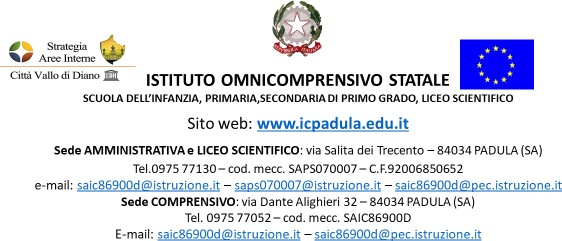 Strategia
Aree Interne
Città Vallo di Diano
REPVBBLICA ITALIANA
ISTITUTO OMNICOMPRENSIVO STATALE
SCUOLA DELL'INFANZIA, PRIMARIA,SECONDARIA DI PRIMO GRADO, LICEO SCIENTIFICO
Sito web: www.icpadula.edu.it
Sede AMMINISTRATIVA e LICEO SCIENTIFICO: via Salita dei Trecento – 84034 PADULA (SA)
Tel.0975 77130 – cod. mecc. SAPS070007 – C.F.92006850652
e-mail: saic86900d@istruzione.it – saps070007@istruzione.it – saic86900d@pec.istruzione.it
Sede COMPRENSIVO: via Dante Alighieri 32 – 84034 PADULA (SA)
Tel. 0975 77052 – cod. mecc. SAIC86900D
E-mail: saic86900d@istruzione.it – saic86900d@pec.istruzione.it